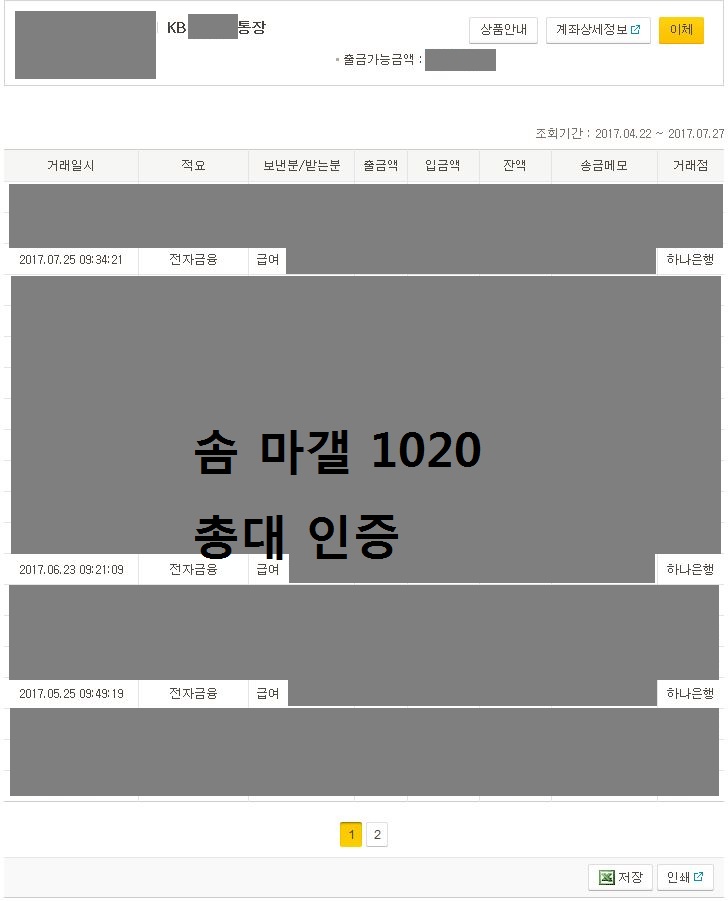 KB 통장
상품안내 계좌상세정보 이체
출금가능금액 :
조회기간 : 2017.04.22 ~ 2017.07.27
거래일시 적요 보낸분/받는분 출금액 입금액 잔액 송금메모 거래점
2017.07.25 09:34:21 전자금융 급여 하나은행
솜 마갤 1020
총대 인증
2017.06.23 09:21:09 전자금융 급여 하나은행
2017.05.25 09:49:19 전자금융 급여 하나은행
1 2
저장 인쇄